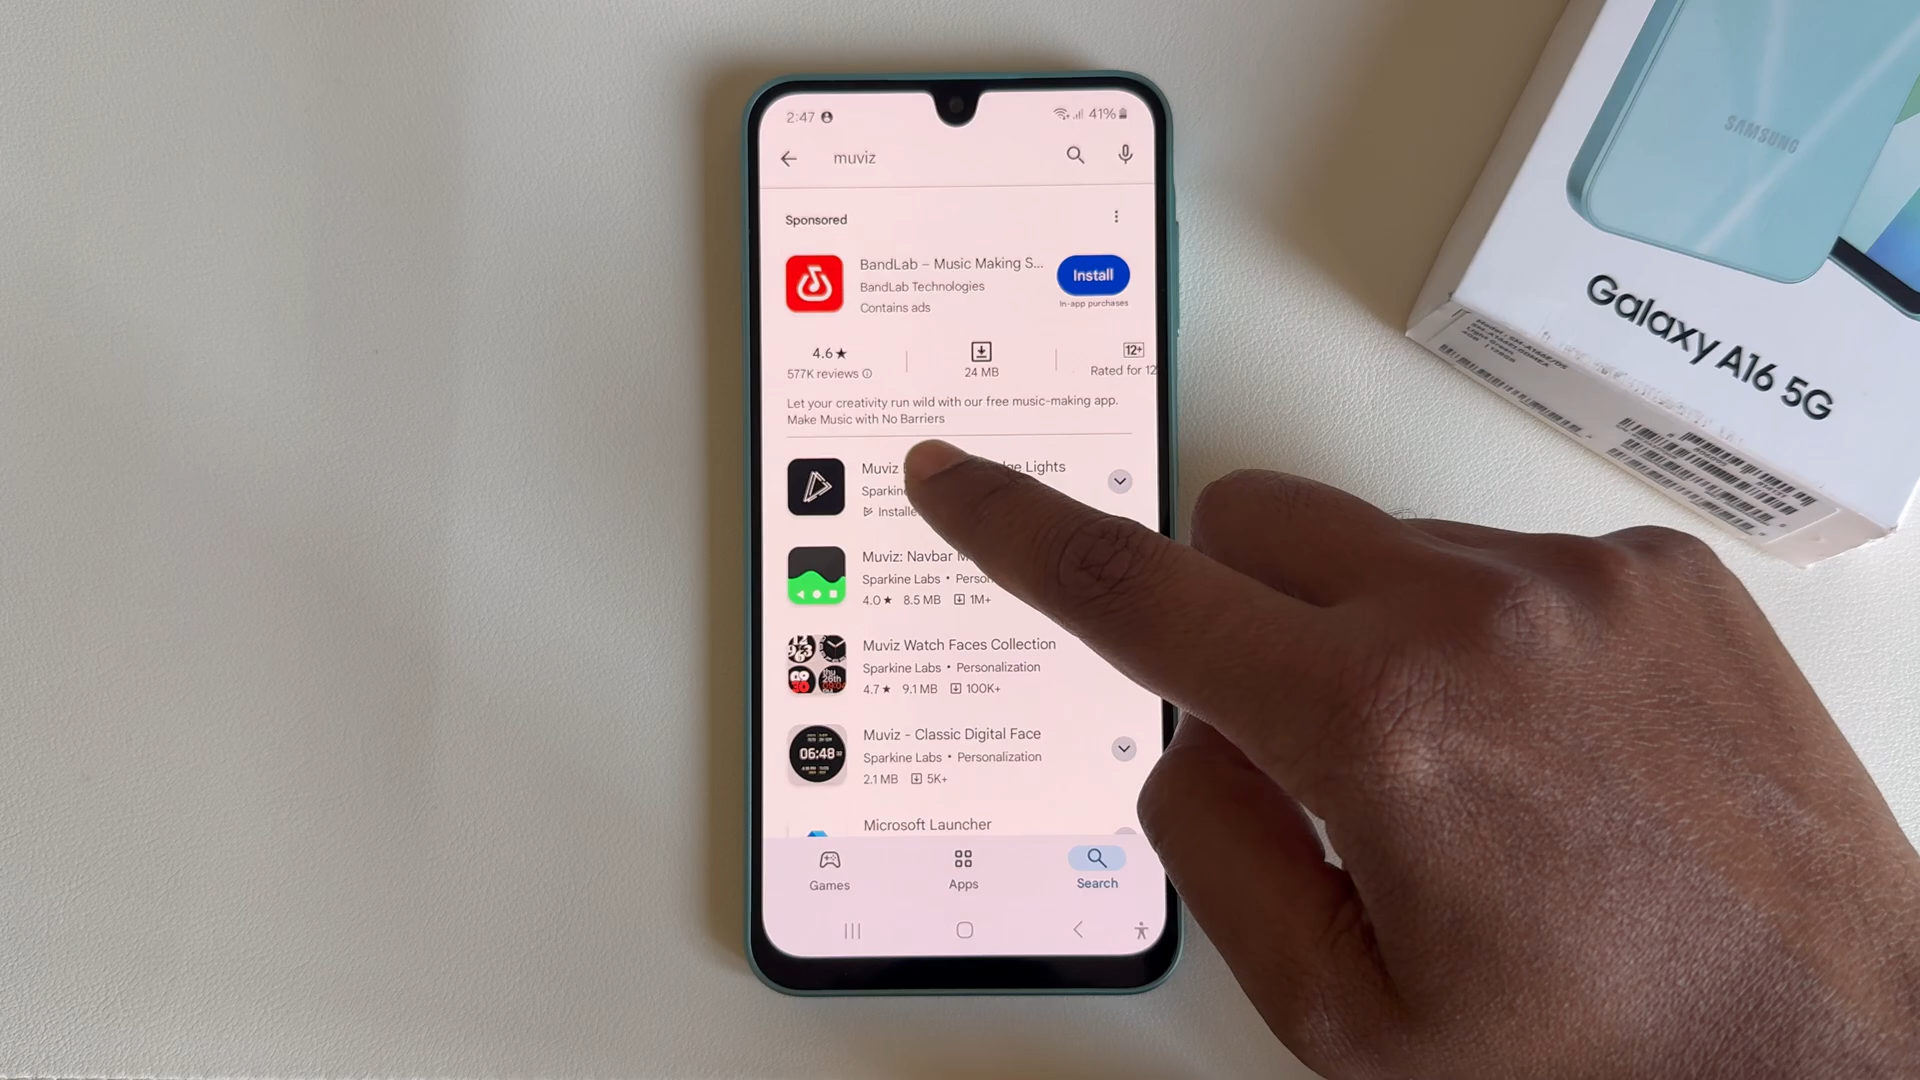 2:47
41%
muviz
Sponsored
BandLab – Music Making S...
BandLab Technologies
Contains ads
Install
In-app purchases
4.6★
577K reviews
24 MB
12+
Rated for 12
Let your creativity run wild with our free music-making app.
Make Music with No Barriers
Muviz Lights
Sparkine
Installe
Muviz: Navbar
Sparkine Labs •
4.0★ 8.5 MB 1M+
Muviz Watch Faces Collection
Sparkine Labs • Personalization
4.7★ 9.1 MB 100K+
06:48
Muviz - Classic Digital Face
Sparkine Labs • Personalization
2.1 MB 5K+
Microsoft Launcher
Games
Apps
Search
SAMSUNG
Galaxy A16 5G